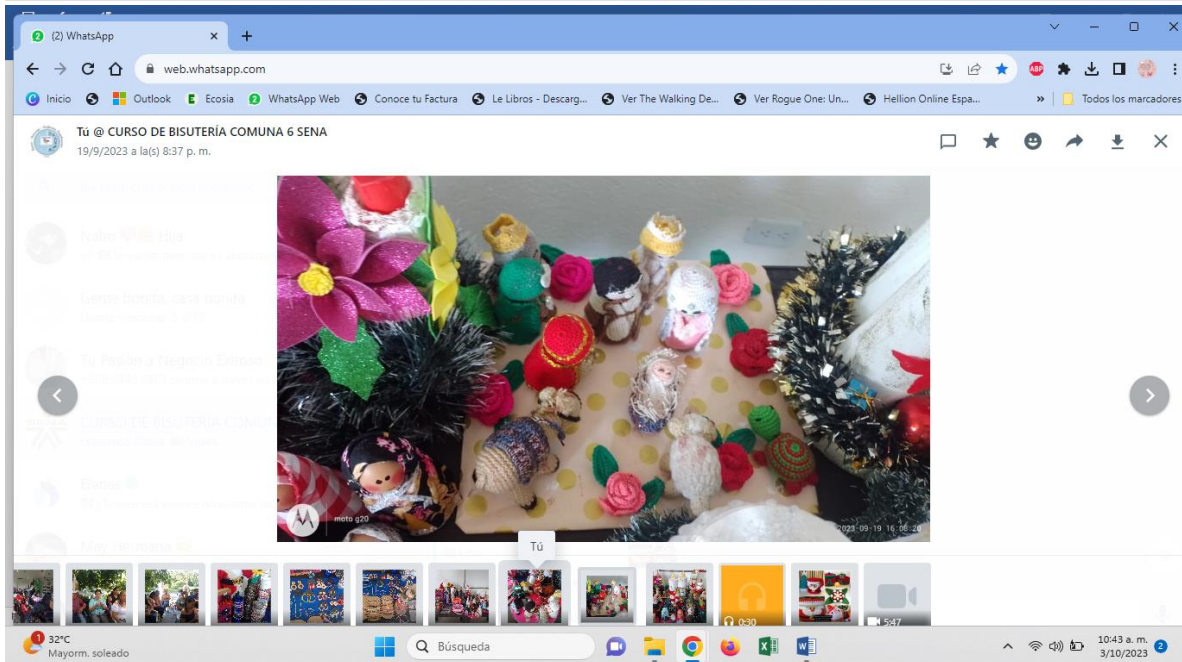 (2) WhatsApp
web.whatsapp.com
ABP
Inicio
Outlook
Ecosia
WhatsApp Web
Conoce tu Factura
Le Libros - Descarg...
Ver The Walking De...
Ver Rogue One: Un...
Hellion Online Espa...
»
Todos los marcadores
Tú @ CURSO DE BISUTERÍA COMUNA 6 SENA
19/9/2023 a la(s) 8:37 p. m.
moto g20
2023-09-19 16:08:20
Tú
0:30
5:47
1
32°C
Mayorm. soleado
Búsqueda
10:43 a. m.
3/10/2023
2